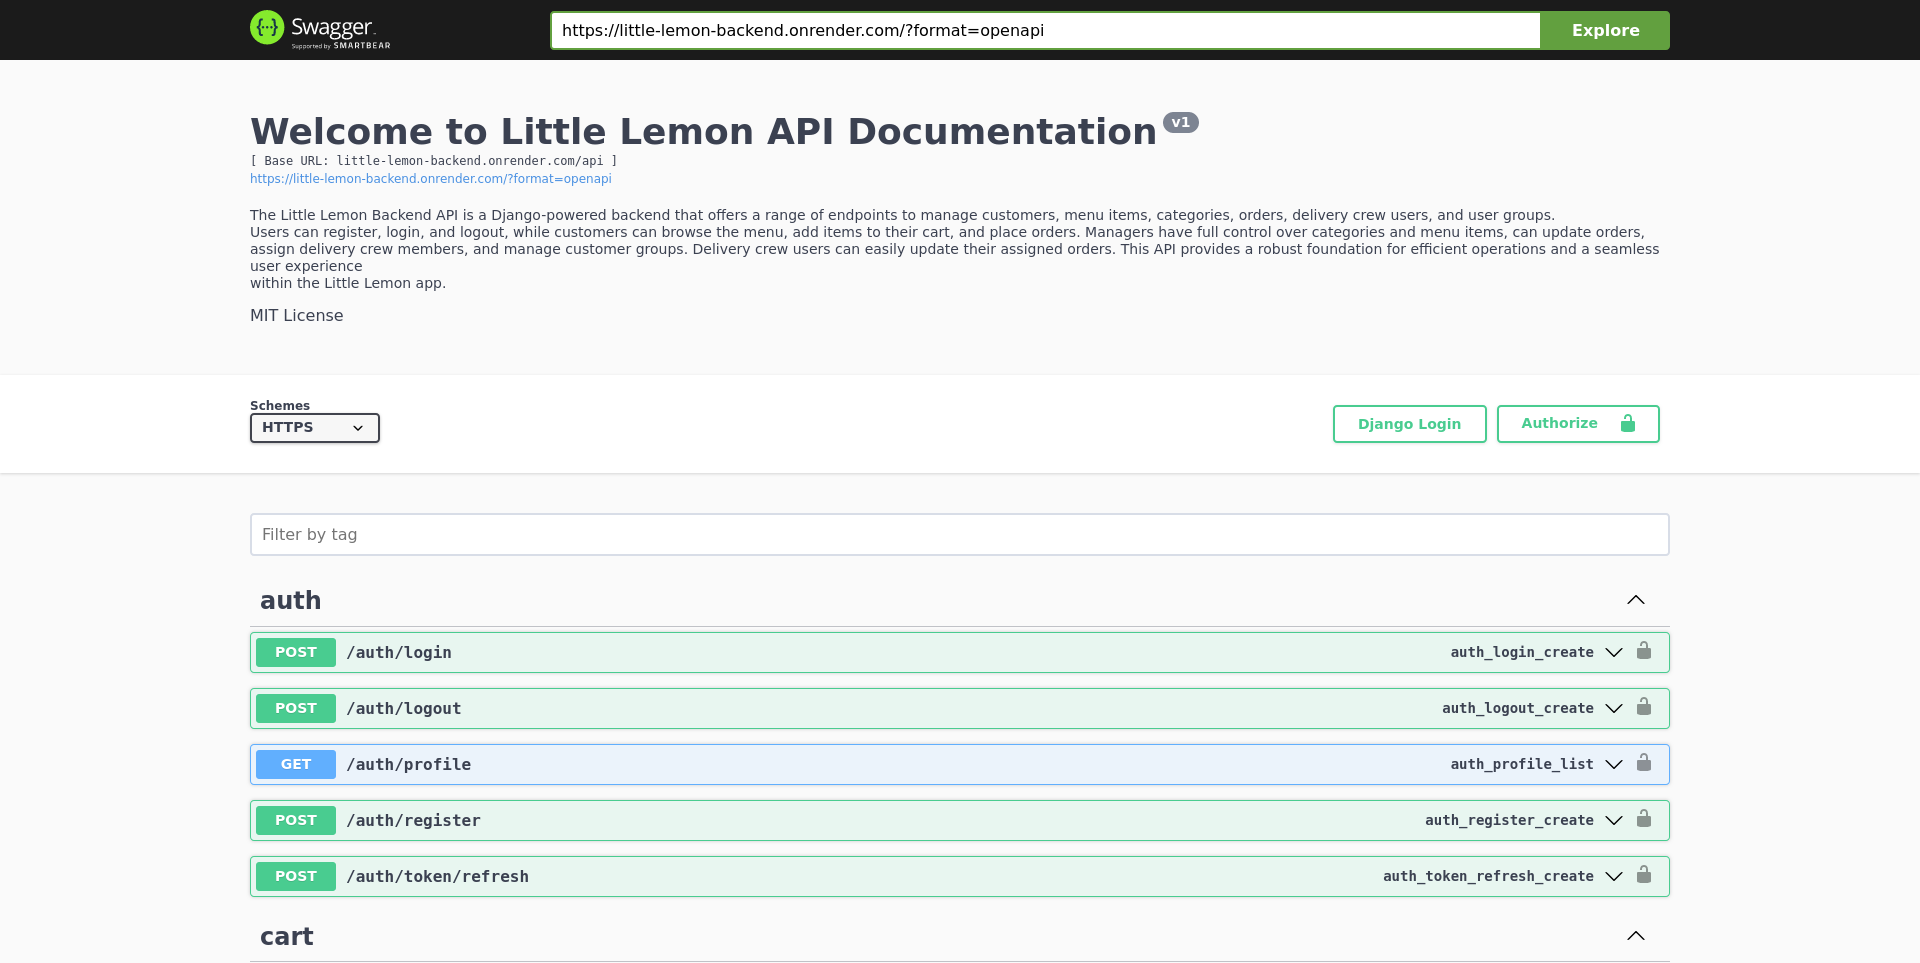 Swagger
Supported by SMARTBEAR
https://little-lemon-backend.onrender.com/?format=openapi
Explore
Welcome to Little Lemon API Documentation v1
[ Base URL: little-lemon-backend.onrender.com/api ]
https://little-lemon-backend.onrender.com/?format=openapi
The Little Lemon Backend API is a Django-powered backend that offers a range of endpoints to manage customers, menu items, categories, orders, delivery crew users, and user groups.
Users can register, login, and logout, while customers can browse the menu, add items to their cart, and place orders. Managers have full control over categories and menu items, can update orders,
assign delivery crew members, and manage customer groups. Delivery crew users can easily update their assigned orders. This API provides a robust foundation for efficient operations and a seamless
user experience
within the Little Lemon app.
MIT License
Schemes
HTTPS
Django Login
Authorize
Filter by tag
auth
POST /auth/login auth_login_create
POST /auth/logout auth_logout_create
GET /auth/profile auth_profile_list
POST /auth/register auth_register_create
POST /auth/token/refresh auth_token_refresh_create
cart